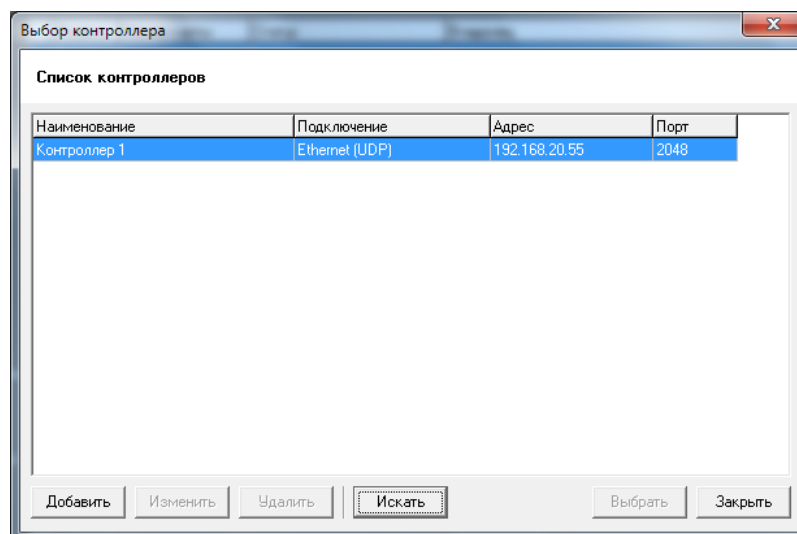 Выбор контроллера
Список контроллеров
Наименование Подключение Адрес Порт
Контроллер 1 Ethernet (UDP) 192.168.20.55 2048
Добавить Изменить Удалить Искать Выбрать Закрыть